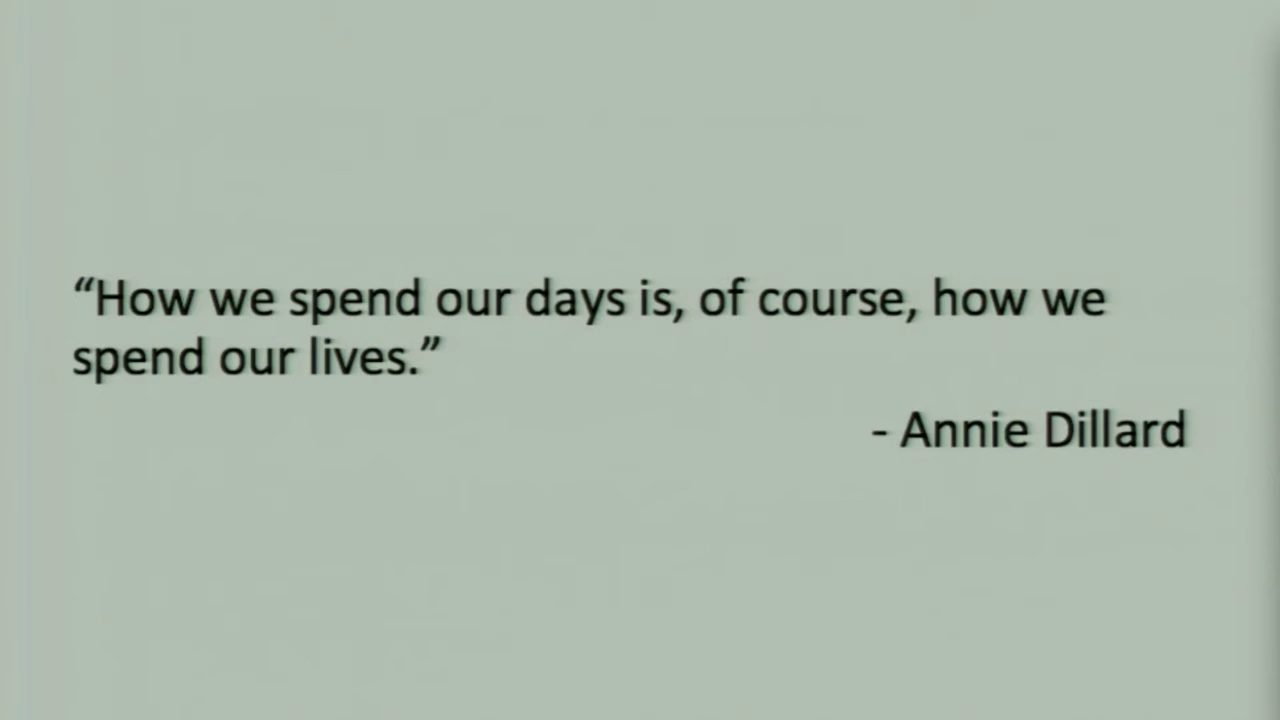 “How we spend our days is, of course, how we
spend our lives.”
- Annie Dillard